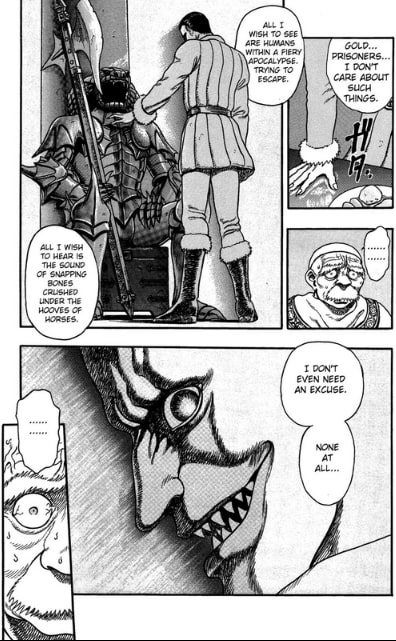 GOLD...
PRISONERS...
I DON'T
CARE ABOUT
SUCH
THINGS.
ガタ
ALL I
WISH TO SEE
ARE HUMANS
WITHIN A FIERY
APOCALYPSE.
TRYING TO
ESCAPE.
ALL I WISH
TO HEAR IS
THE SOUND
OF SNAPPING
BONES
CRUSHED
UNDER THE
HOOVES OF
HORSES.
......
......
I DON'T
EVEN NEED
AN EXCUSE.
NONE
AT
ALL...
......
......